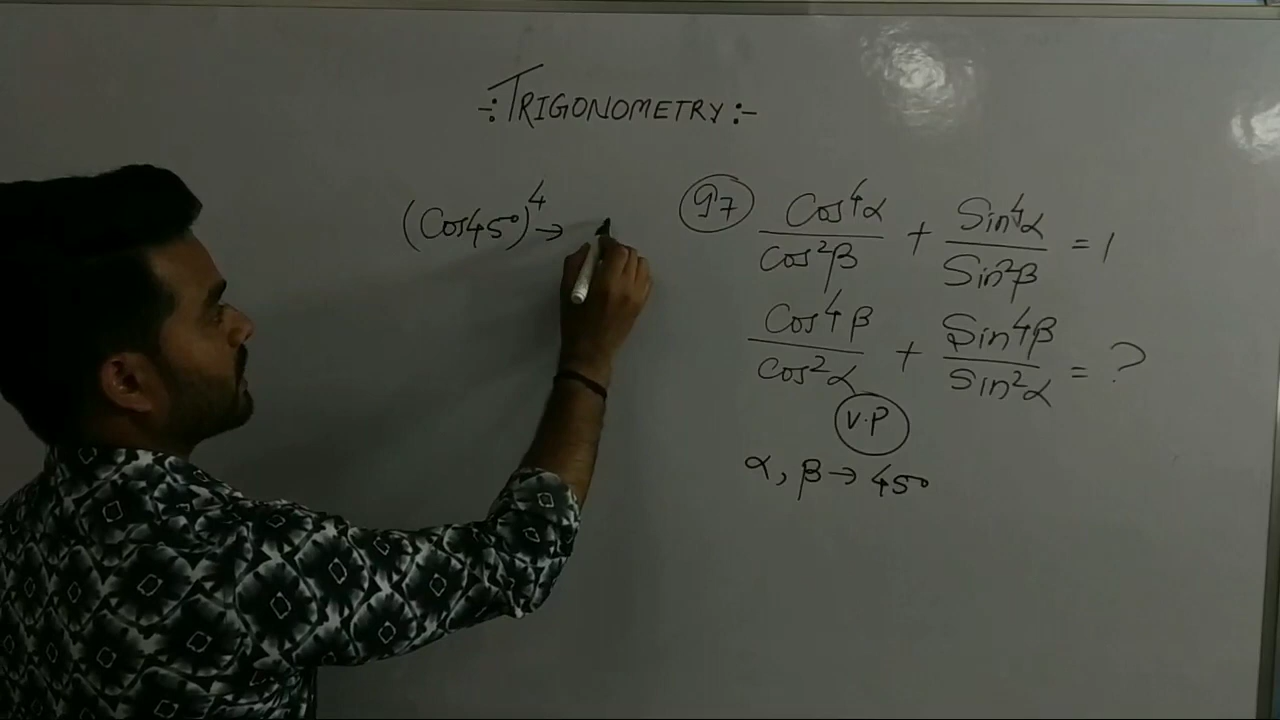 -: TRIGONOMETRY :-
(Cos45°)⁴ →
97 Cos⁴α/Cos²β + Sin⁴α/Sin²β = 1
Cos⁴β/Cos²α + Sin⁴β/Sin²α = ?
V.P
α, β → 45°